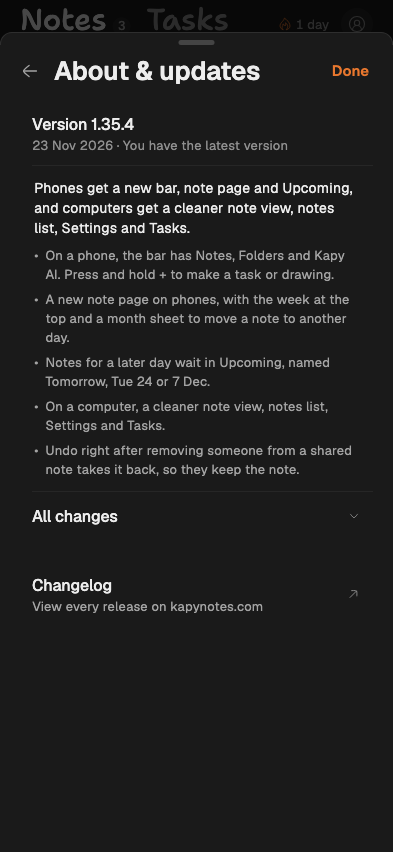 Notes 3 Tasks 1 day
About & updates Done
Version 1.35.4
23 Nov 2026 · You have the latest version
Phones get a new bar, note page and Upcoming,
and computers get a cleaner note view, notes
list, Settings and Tasks.
• On a phone, the bar has Notes, Folders and Kapy
AI. Press and hold + to make a task or drawing.
• A new note page on phones, with the week at the
top and a month sheet to move a note to another
day.
• Notes for a later day wait in Upcoming, named
Tomorrow, Tue 24 or 7 Dec.
• On a computer, a cleaner note view, notes list,
Settings and Tasks.
• Undo right after removing someone from a shared
note takes it back, so they keep the note.
All changes
Changelog
View every release on kapynotes.com